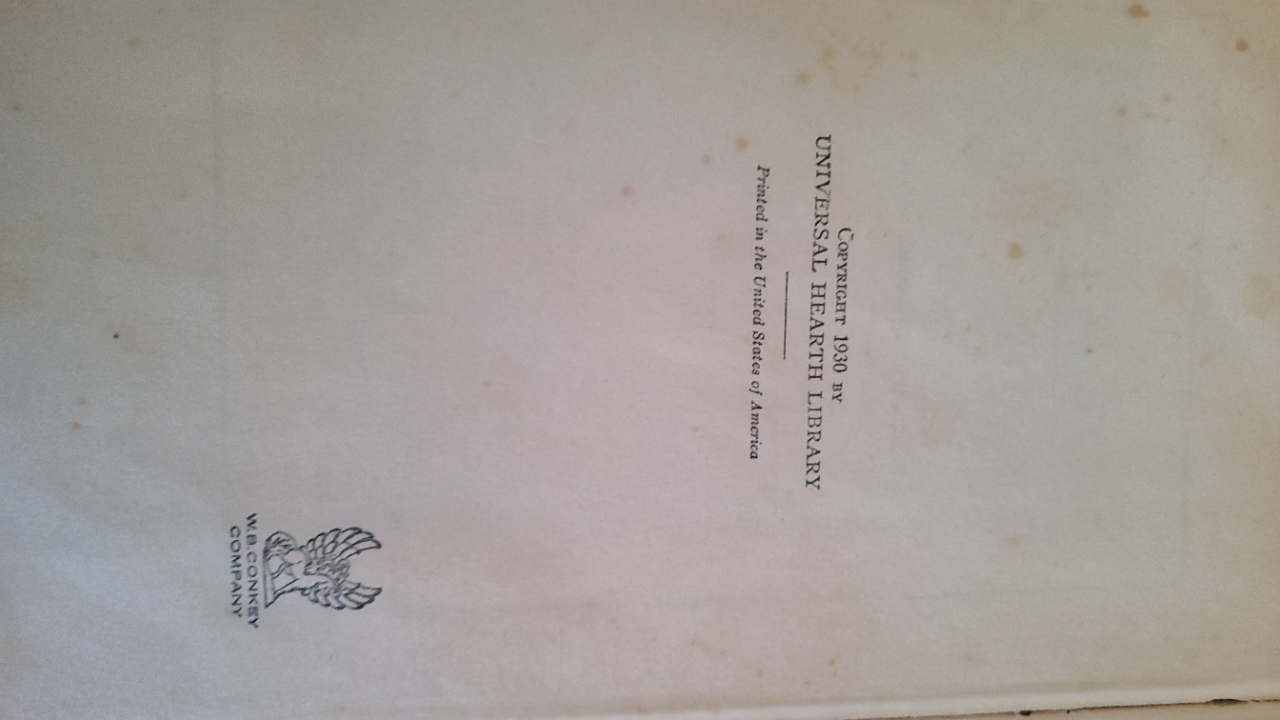 COPYRIGHT 1930 BY
UNIVERSAL HEARTH LIBRARY
Printed in the United States of America
W.B.CONKEY
COMPANY